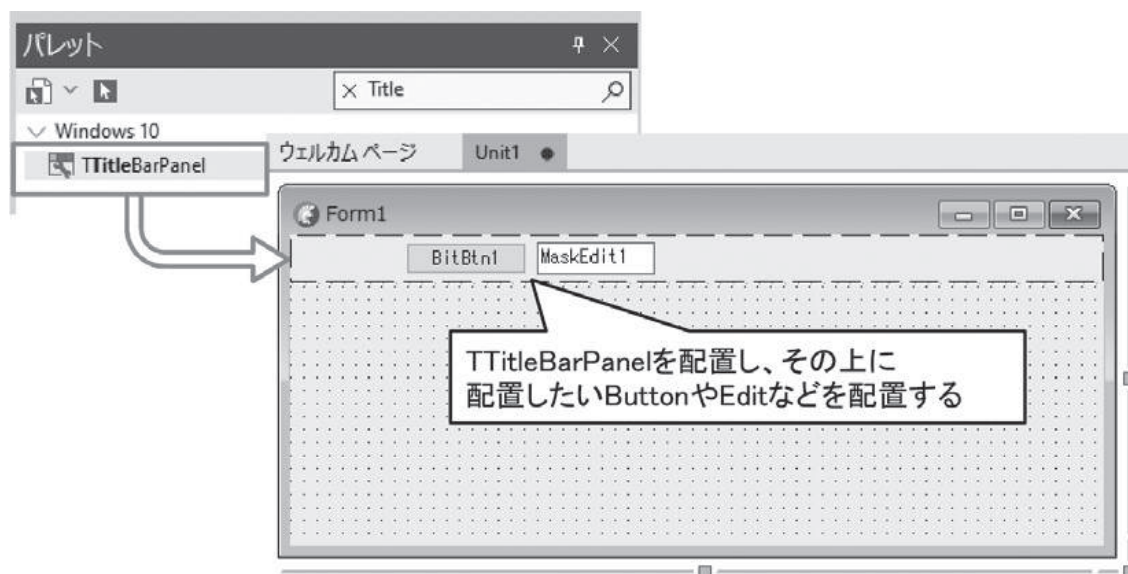 パレット
Title
Windows 10
TTitleBarPanel
ウェルカム ページ
Unit1
Form1
BitBtn1
MaskEdit1
TTitleBarPanelを配置し、その上に
配置したいButtonやEditなどを配置する